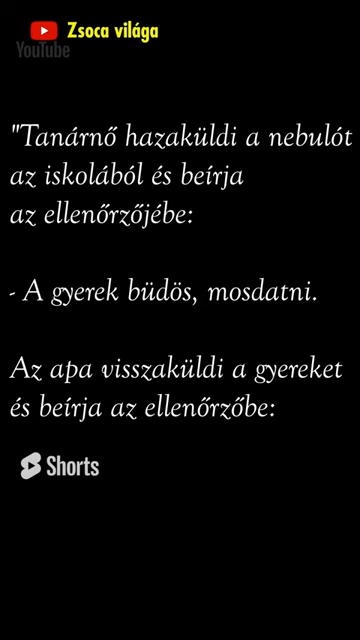 Zsoca világa
YouTube
"Tanárnő hazaküldi a nebulót
az iskolából és beírja
az ellenőrzőjébe:
- A gyerek büdös, mosdatni.
Az apa visszaküldi a gyereket
és beírja az ellenőrzőbe:
Shorts